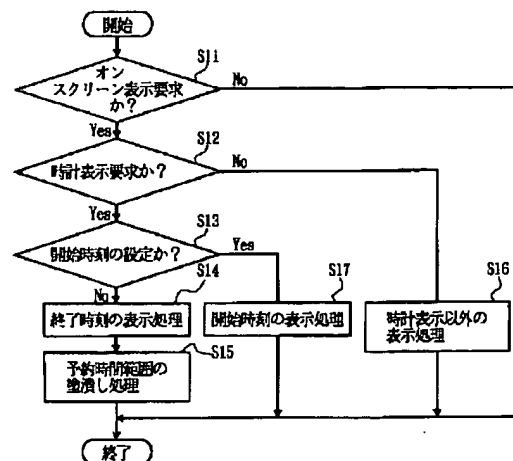 開始
S11
オン
スクリーン表示要求
か？
No
Yes
S12
時計表示要求か？
No
Yes
S13
開始時刻の設定か？
Yes
No
S14
終了時刻の表示処理
S17
開始時刻の表示処理
S16
時計表示以外の
表示処理
S15
予約時間範囲の
塗潰し処理
終了